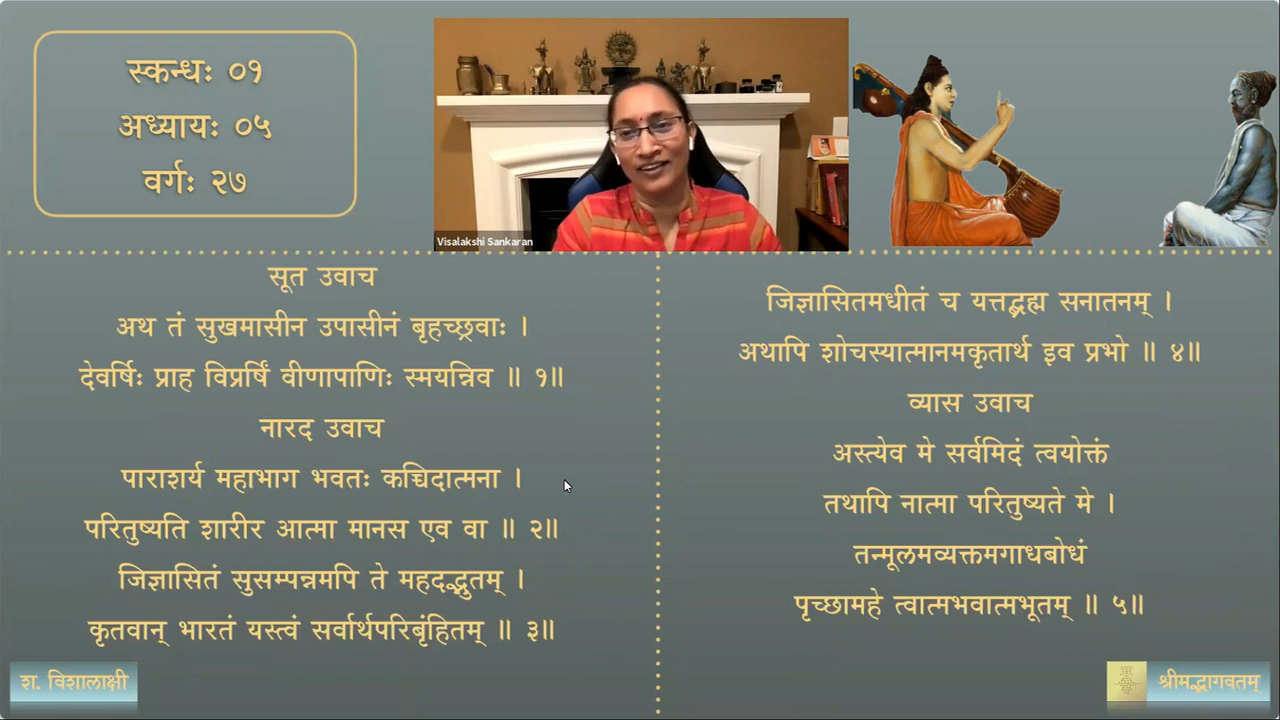 स्कन्धः ०१
अध्यायः ०५
वर्गः २७
Visalakshi Sankaran
सूत उवाच
अथ तं सुखमासीन उपासीनं बृहच्छ्रवाः ।
देवर्षिः प्राह विप्रर्षिं वीणापाणिः स्मयन्निव ॥ १॥
नारद उवाच
पाराशर्य महाभाग भवतः कच्चिदात्मना ।
परितुष्यति शारीर आत्मा मानस एव वा ॥ २॥
जिज्ञासितं सुसम्पन्नमपि ते महदद्भुतम् ।
कृतवान् भारतं यस्त्वं सर्वार्थपरिबृंहितम् ॥ ३॥
जिज्ञासितमधीतं च यत्तद्ब्रह्म सनातनम् ।
अथापि शोचस्यात्मानमकृतार्थ इव प्रभो ॥ ४॥
व्यास उवाच
अस्त्येव मे सर्वमिदं त्वयोक्तं
तथापि नात्मा परितुष्यते मे ।
तन्मूलमव्यक्तमगाधबोधं
पृच्छामहे त्वात्मभवात्मभूतम् ॥ ५॥
श. विशालाक्षी
श्रीमद्भागवतम्